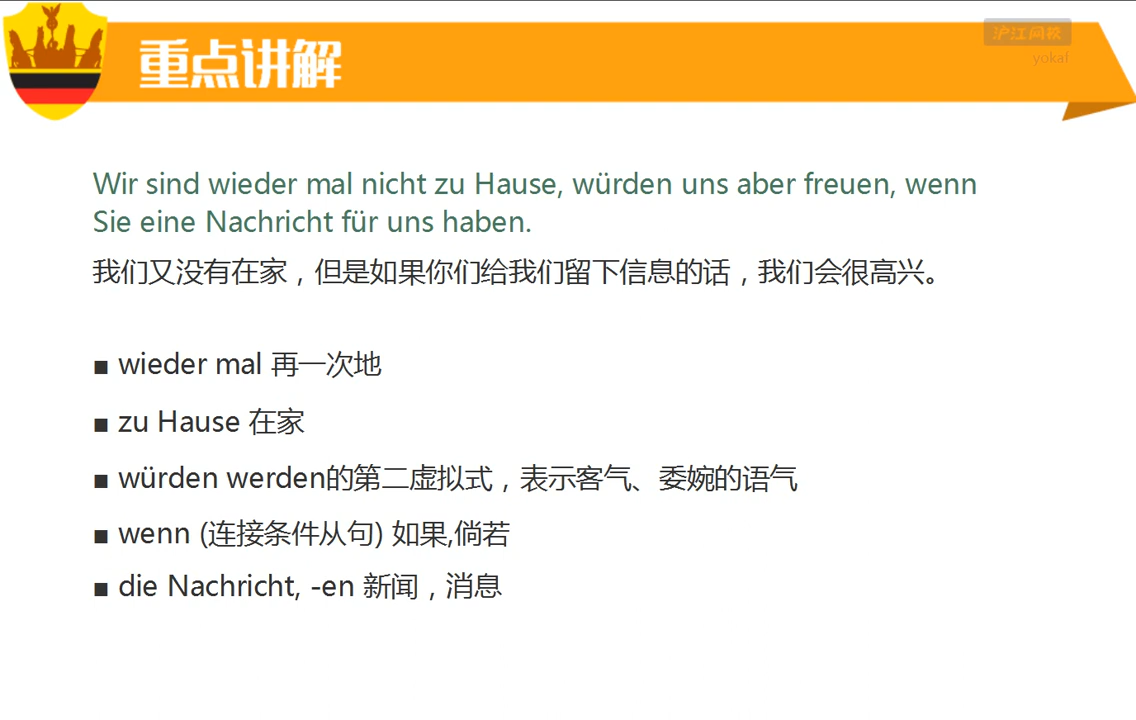 重点讲解
沪江网校
yokaf
Wir sind wieder mal nicht zu Hause, würden uns aber freuen, wenn
Sie eine Nachricht für uns haben.
我们又没有在家，但是如果你们给我们留下信息的话，我们会很高兴。
■ wieder mal 再一次地
■ zu Hause 在家
■ würden werden的第二虚拟式，表示客气、委婉的语气
■ wenn (连接条件从句) 如果,倘若
■ die Nachricht, -en 新闻，消息